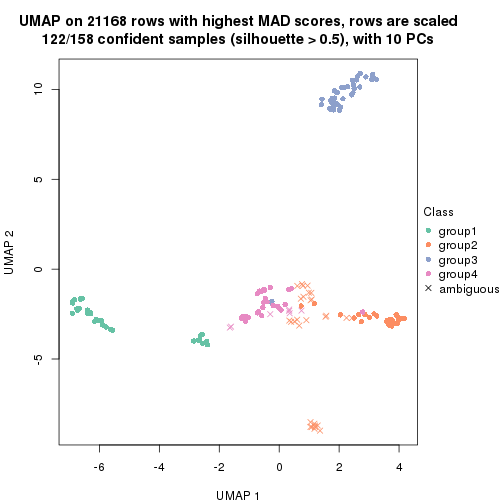 UMAP on 21168 rows with highest MAD scores, rows are scaled
122/158 confident samples (silhouette > 0.5), with 10 PCs
10
5
0
-5
UMAP 2
-6
-4
-2
0
2
4
UMAP 1
Class
group1
group2
group3
group4
ambiguous